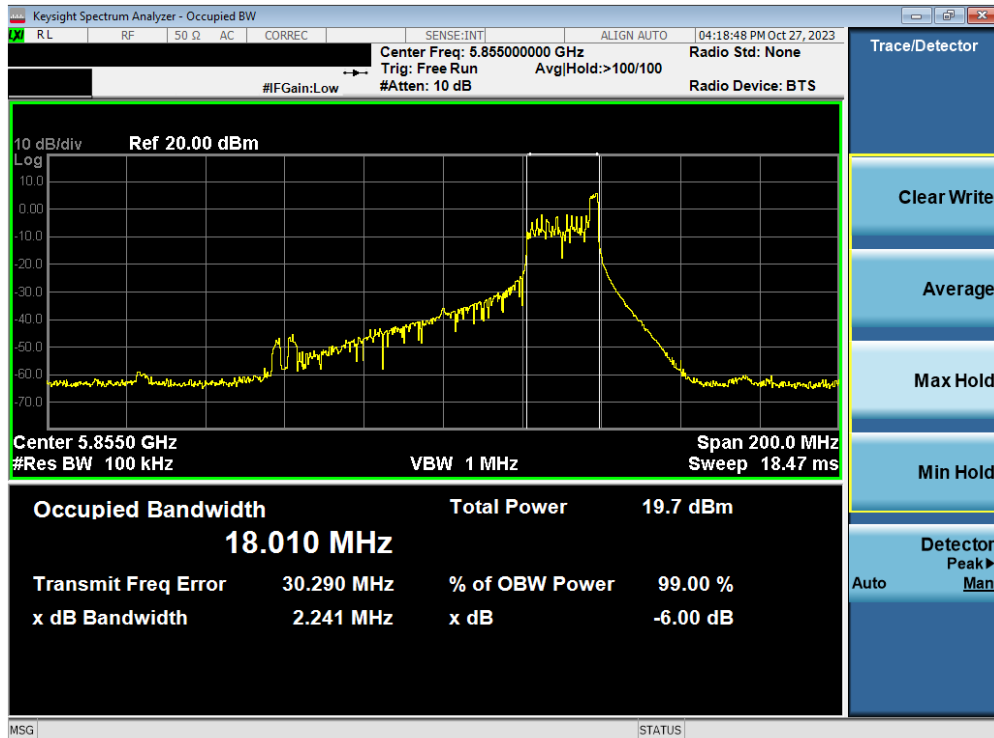 Keysight Spectrum Analyzer - Occupied BW
LXI RL RF 50 Ω AC CORREC SENSE:INT ALIGN AUTO 04:18:48 PM Oct 27, 2023
Center Freq: 5.855000000 GHz Radio Std: None
Trig: Free Run Avg|Hold:>100/100
#IFGain:Low #Atten: 10 dB Radio Device: BTS
10 dB/div Ref 20.00 dBm
Log
10.0
0.00
-10.0
-20.0
-30.0
-40.0
-50.0
-60.0
-70.0
Center 5.8550 GHz Span 200.0 MHz
#Res BW 100 kHz VBW 1 MHz Sweep 18.47 ms
Occupied Bandwidth Total Power 19.7 dBm
18.010 MHz
Transmit Freq Error 30.290 MHz % of OBW Power 99.00 %
x dB Bandwidth 2.241 MHz x dB -6.00 dB
MSG STATUS
Trace/Detector
Clear Write
Average
Max Hold
Min Hold
Detector
Peak▶
Auto Man